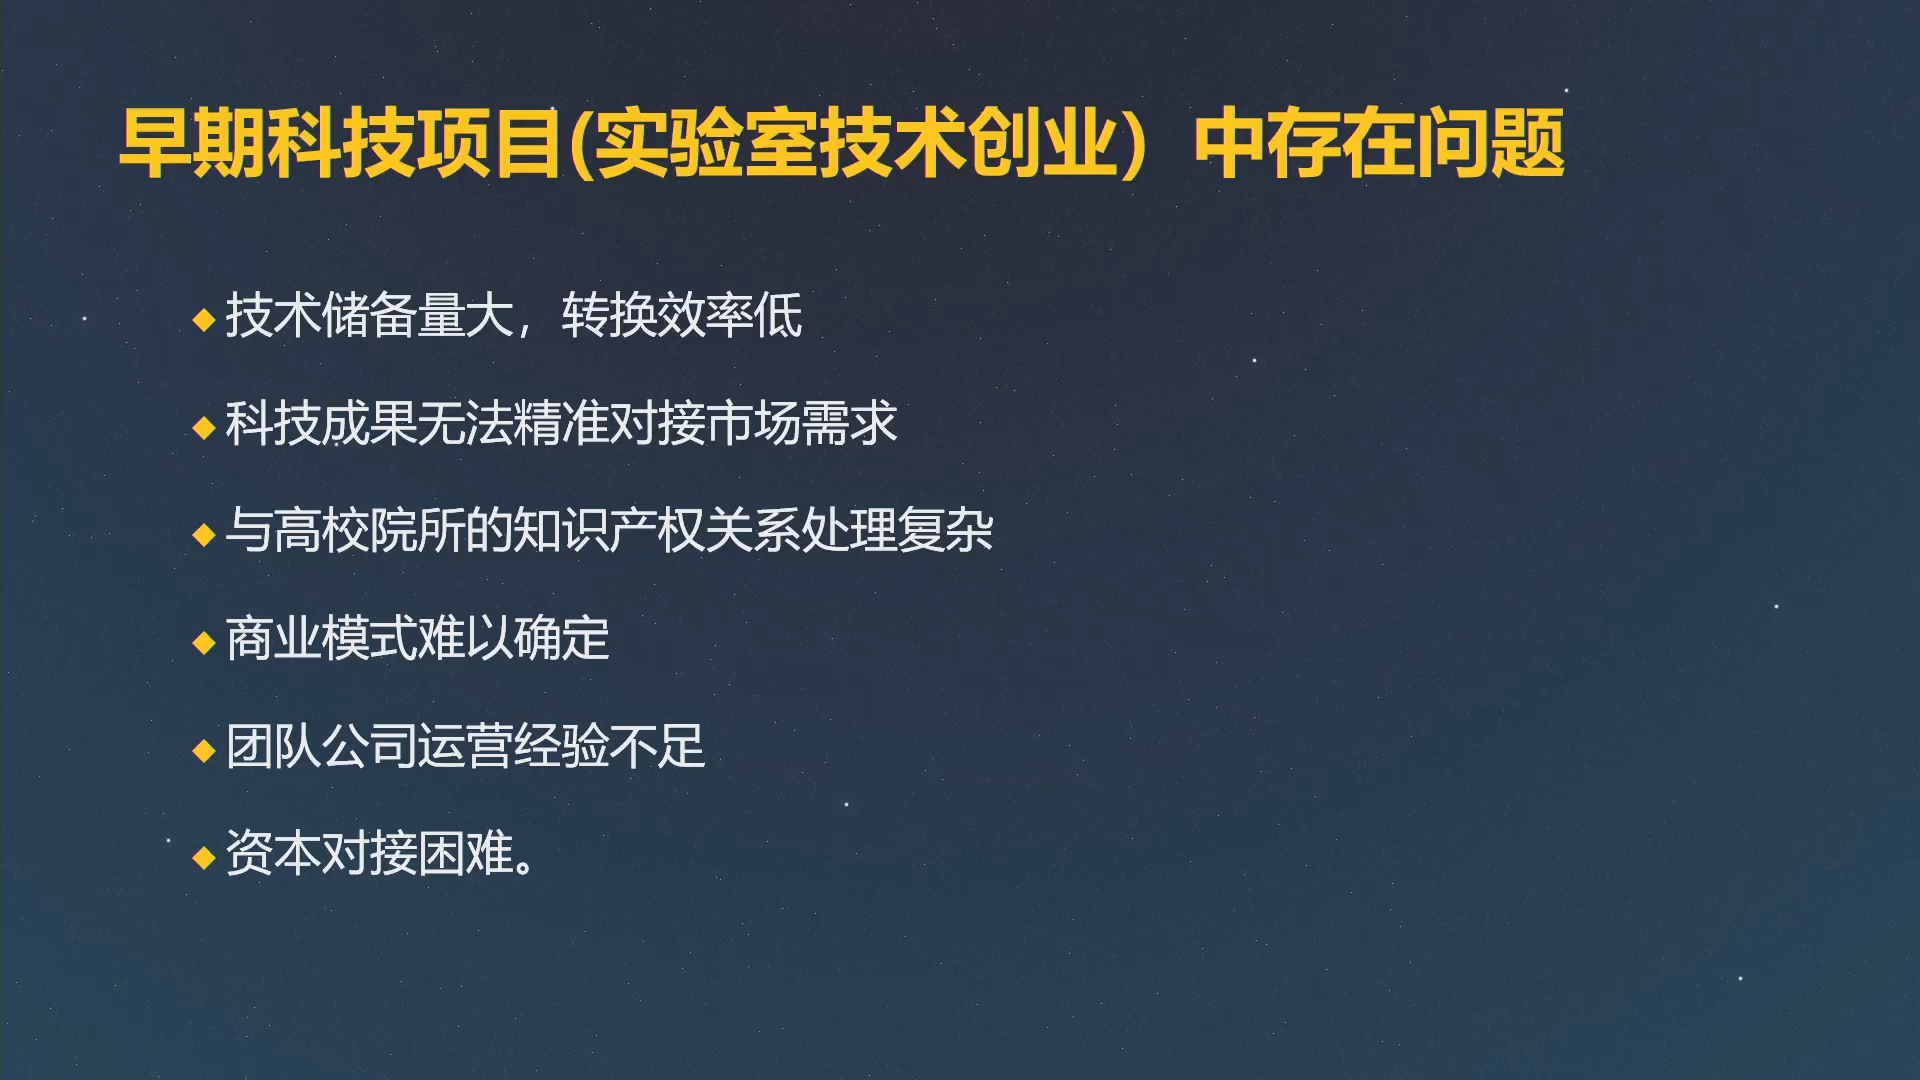 早期科技项目(实验室技术创业）中存在问题
◆技术储备量大，转换效率低
◆科技成果无法精准对接市场需求
◆与高校院所的知识产权关系处理复杂
◆商业模式难以确定
◆团队公司运营经验不足
◆资本对接困难。